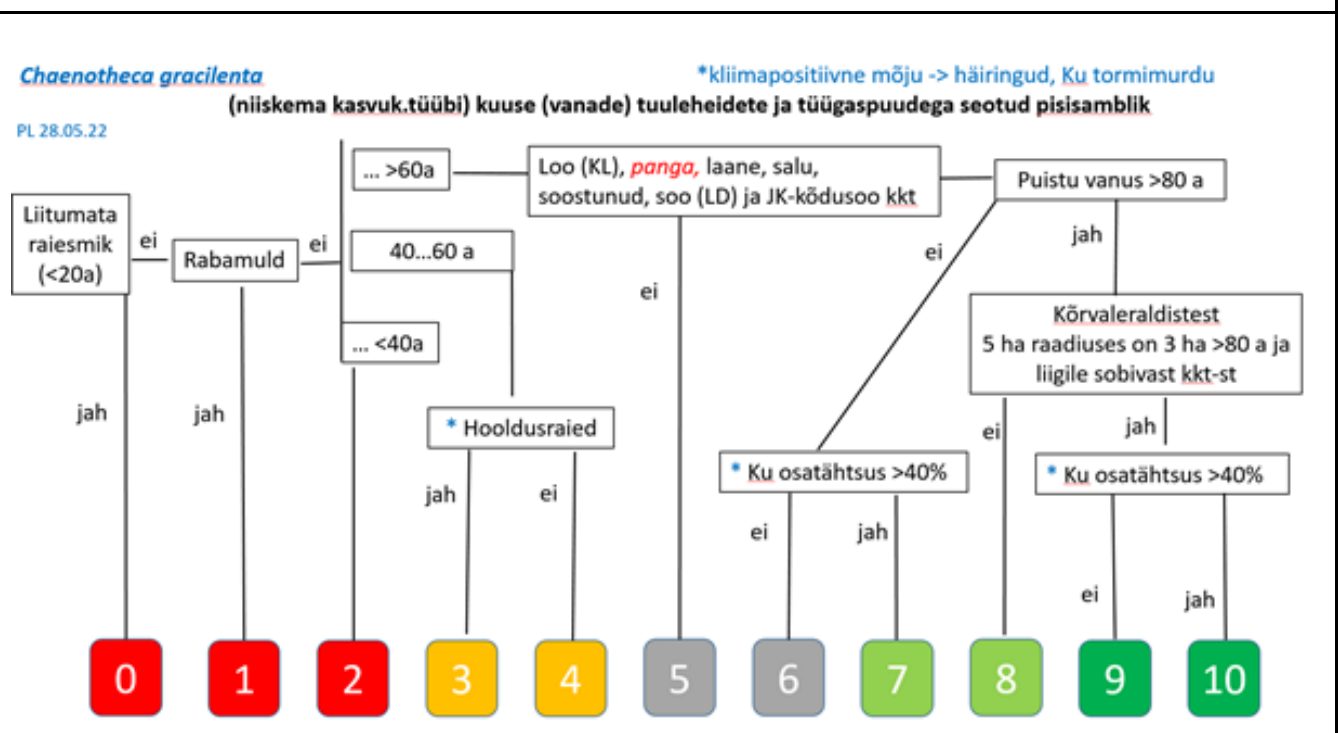 Chaenotheca gracilenta
*kliimapositiivne mõju -> häiringud, Ku tormimurdu
(niiskema kasvuk.tüübi) kuuse (vanade) tuuleheidete ja tüügaspuudega seotud pisisamblik
PL 28.05.22
Liitumata
raiesmik
(<20a)
ei
Rabamuld
ei
... >60a
40...60 a
... <40a
Loo (KL), panga, laane, salu,
soostunud, soo (LD) ja JK-kõdusoo kkt
Puistu vanus >80 a
ei
jah
ei
Kõrvaleraldistest
5 ha raadiuses on 3 ha >80 a ja
liigile sobivast kkt-st
jah
jah
* Hooldusraied
ei
jah
* Ku osatähtsus >40%
* Ku osatähtsus >40%
jah
ei
ei
jah
ei
jah
0
1
2
3
4
5
6
7
8
9
10